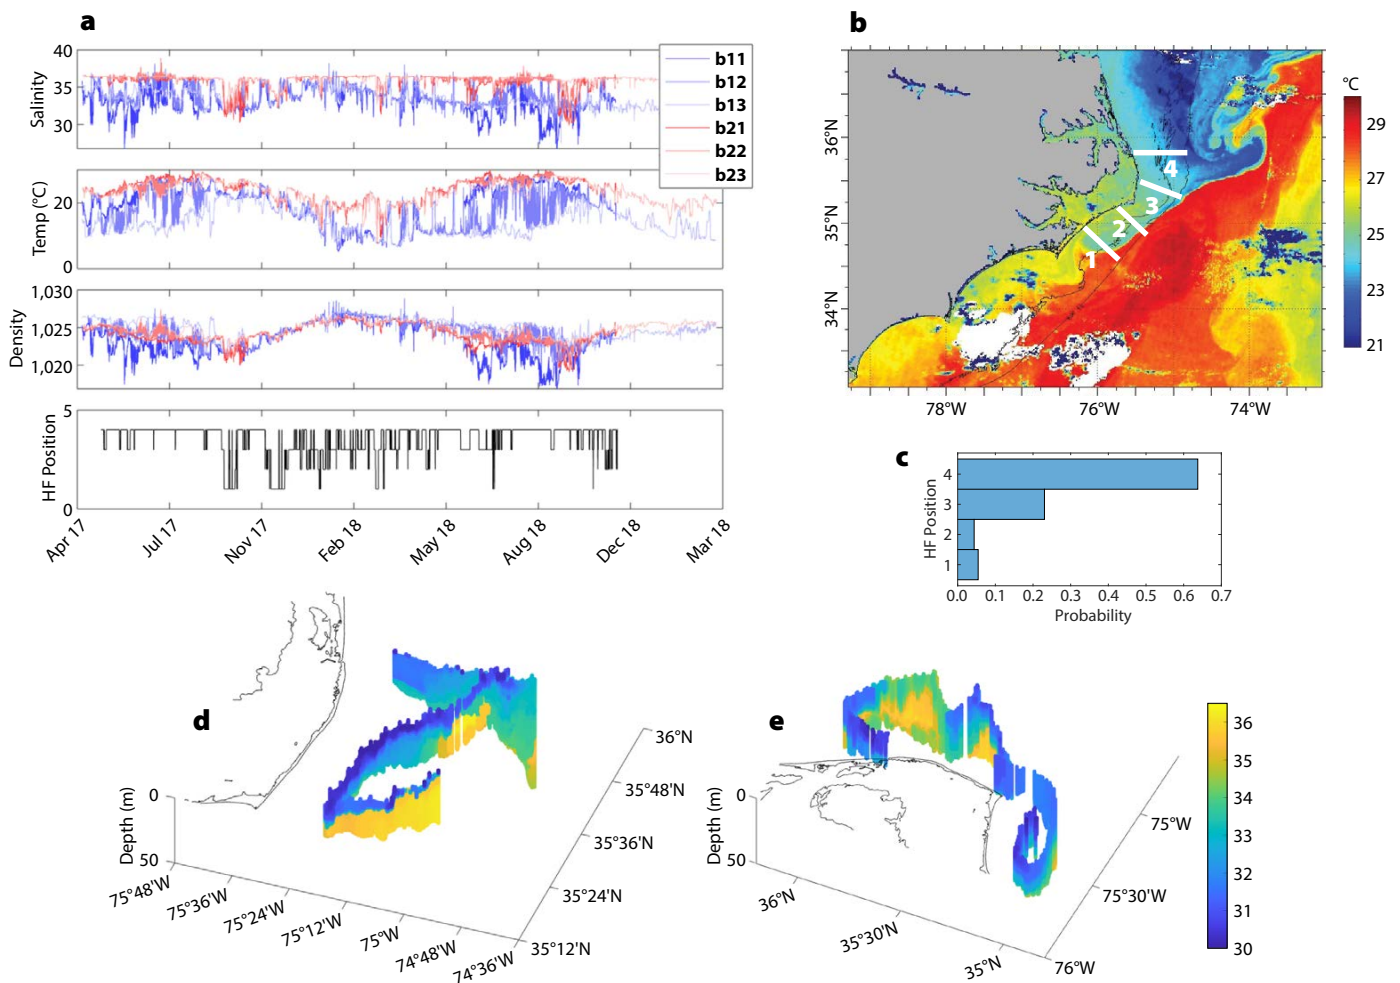 a
40
35
30
Salinity
b11
b12
b13
b21
b22
b23
20
0
Temp (°C)
1,030
1,025
1,020
Density
5
0
HF Position
Apr 17
Jul 17
Nov 17
Feb 18
May 18
Aug 18
Dec 18
Mar 18
b
°C
29
27
25
23
21
36°N
35°N
34°N
78°W
76°W
74°W
1
2
3
4
c
HF Position
4
3
2
1
0.0
0.1
0.2
0.3
0.4
0.5
0.6
0.7
Probability
d
0
50
Depth (m)
75°48'W
75°36'W
75°24'W
75°12'W
75°W
74°48'W
74°36'W
36°N
35°48'N
35°36'N
35°24'N
35°12'N
e
0
50
Depth (m)
36°N
35°30'N
35°N
75°W
75°30'W
76°W
36
35
34
33
32
31
30